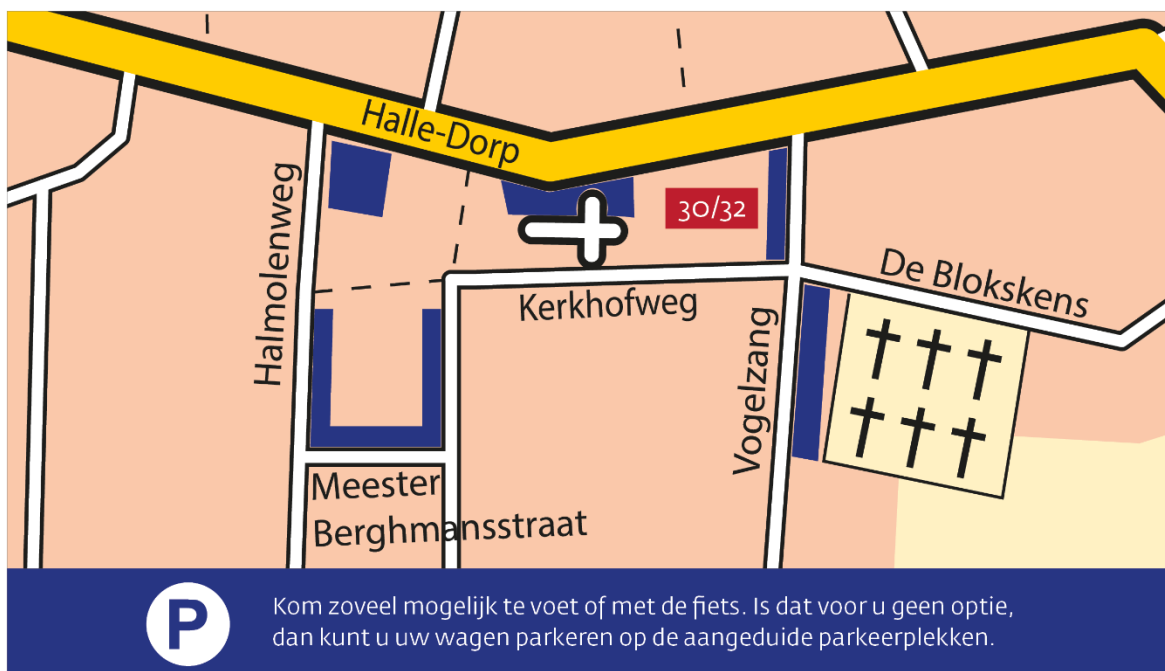 Halle-Dorp
Halmolenweg
30/32
De Blokskens
Kerkhofweg
Vogelzang
Meester
Berghmansstraat
P
Kom zoveel mogelijk te voet of met de fiets. Is dat voor u geen optie,
dan kunt u uw wagen parkeren op de aangeduide parkeerplekken.